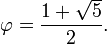 φ = (1 + √5) / 2.